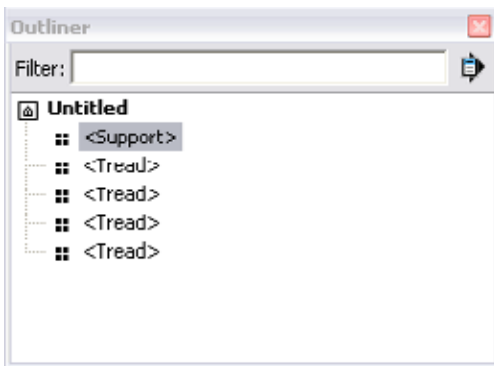 Outliner
Filter:
Untitled
<Support>
<Tread>
<Tread>
<Tread>
<Tread>